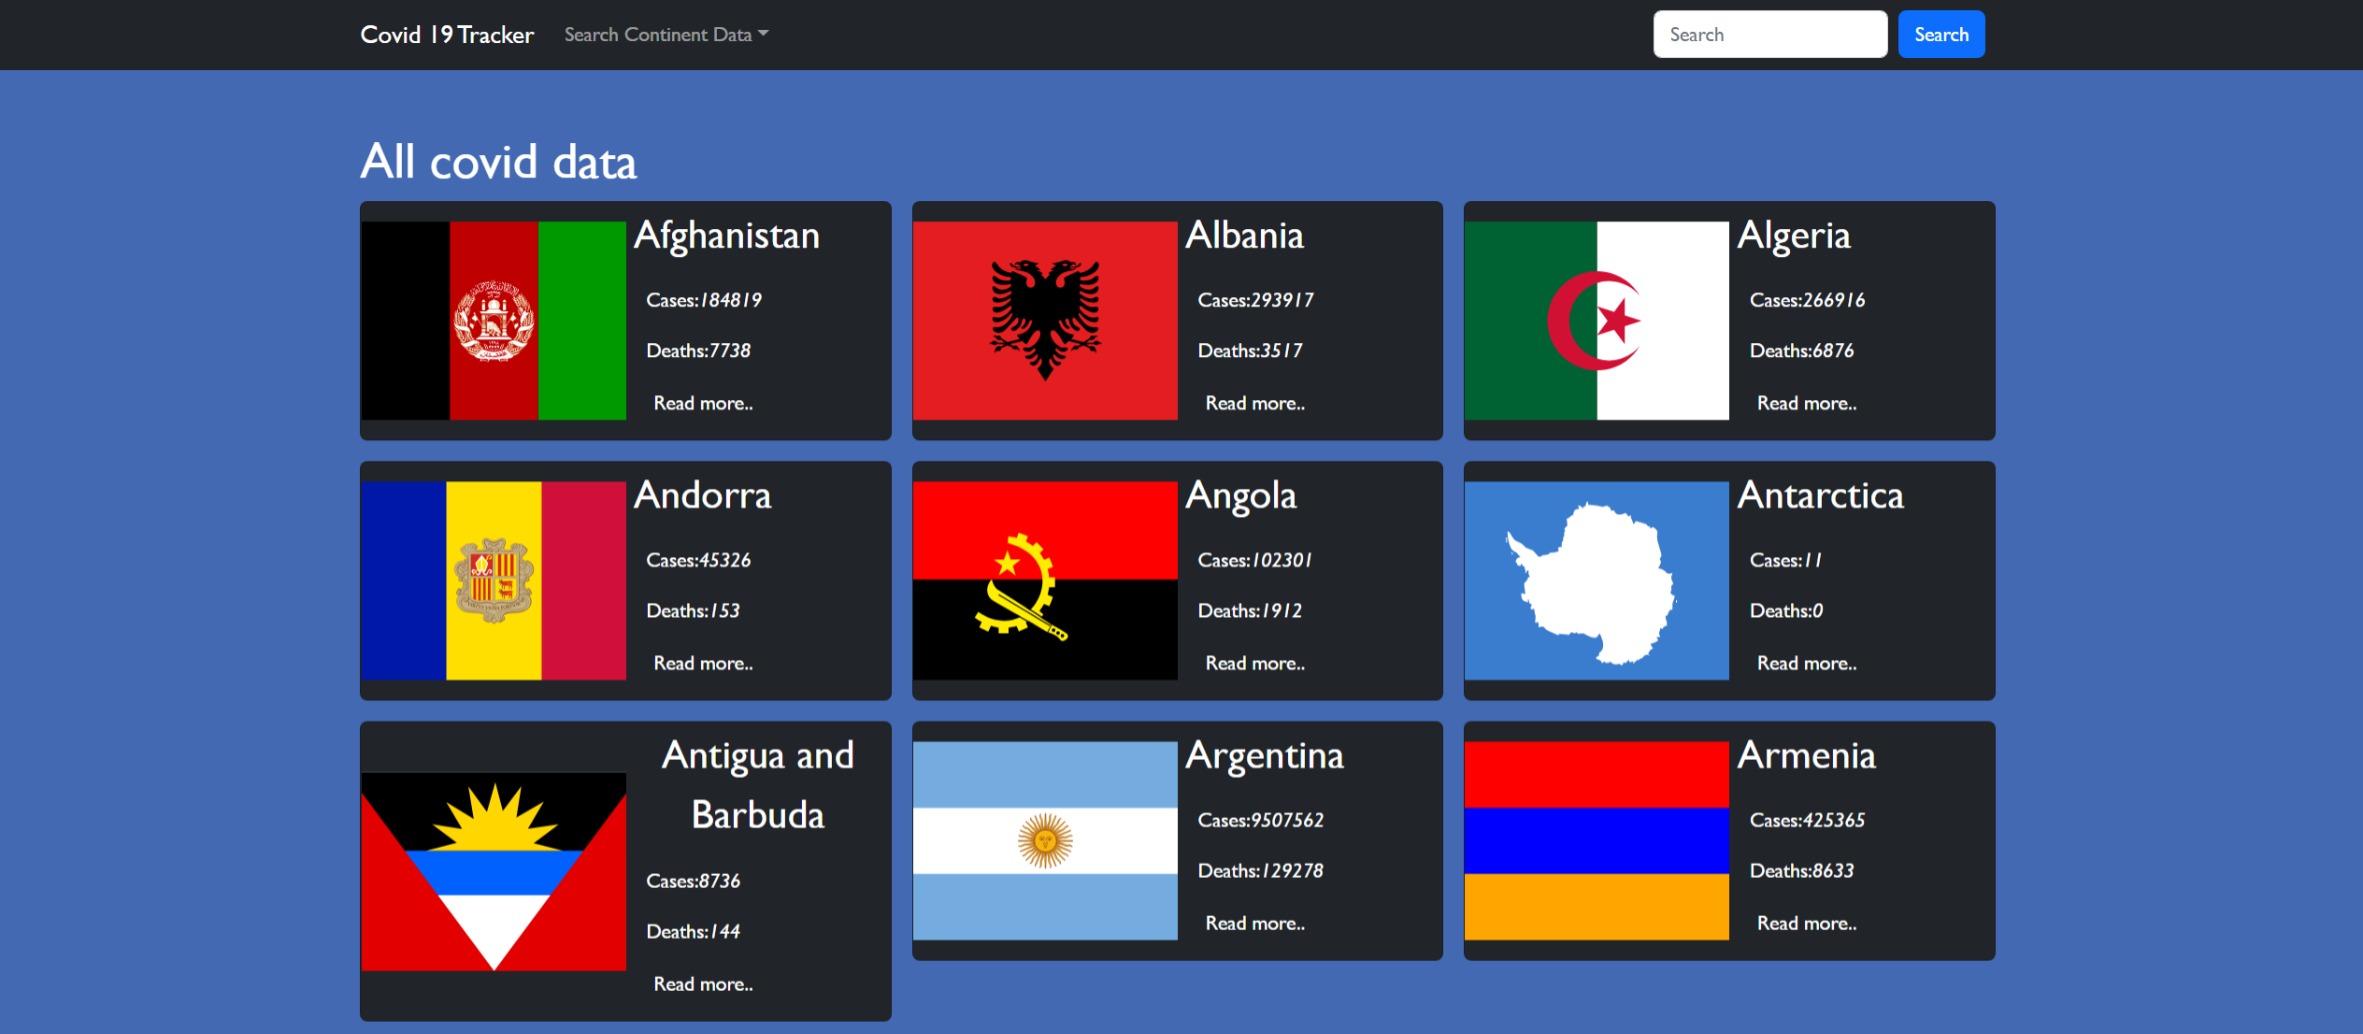 Covid 19 Tracker
Search Continent Data
Search
Search
All covid data
Afghanistan
Cases:184819
Deaths:7738
Read more..
Albania
Cases:293917
Deaths:3517
Read more..
Algeria
Cases:266916
Deaths:6876
Read more..
Andorra
Cases:45326
Deaths:153
Read more..
Angola
Cases:102301
Deaths:1912
Read more..
Antarctica
Cases:11
Deaths:0
Read more..
Antigua and
Barbuda
Cases:8736
Deaths:144
Read more..
Argentina
Cases:9507562
Deaths:129278
Read more..
Armenia
Cases:425365
Deaths:8633
Read more..